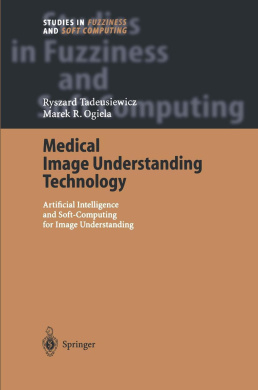 STUDIES IN FUZZINESS
AND SOFT COMPUTING
Studies
in Fuzziness
and
Soft Computing
Ryszard Tadeusiewicz
Marek R. Ogiela
Medical
Image Understanding
Technology
Artificial Intelligence
and Soft-Computing
for Image Understanding
Springer